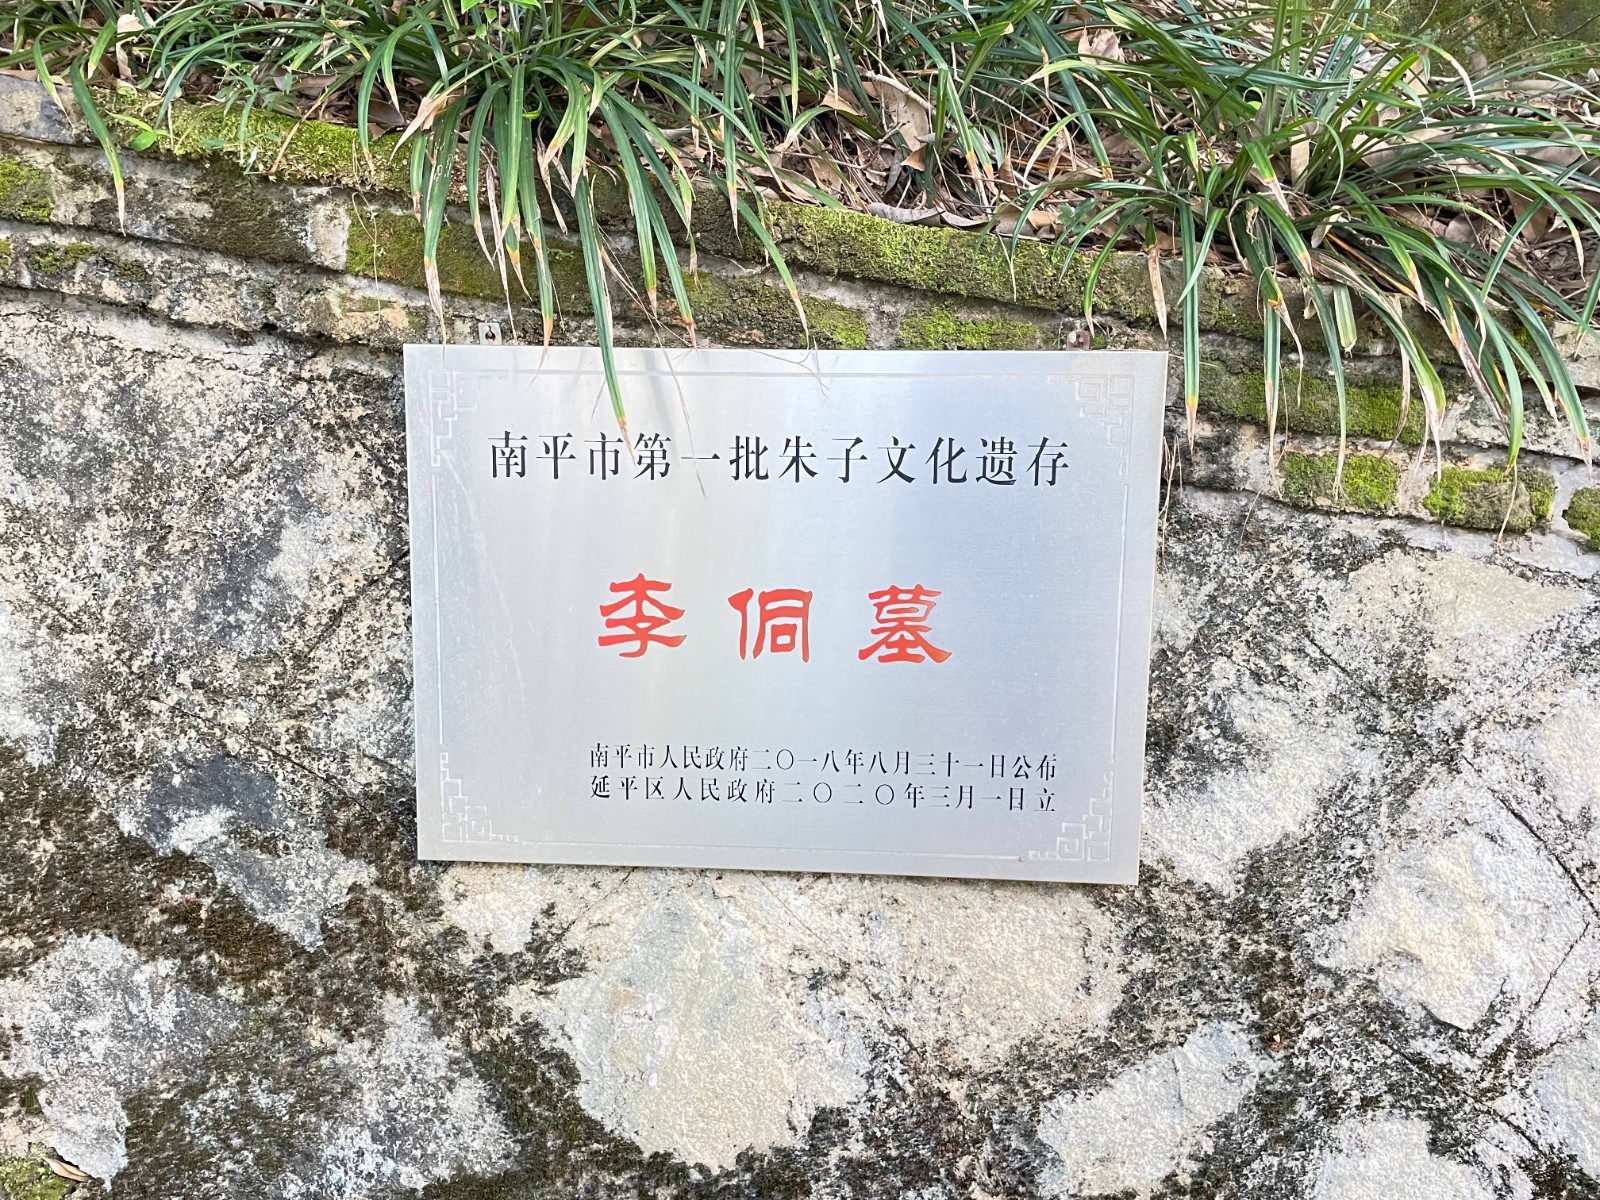 南平市第一批朱子文化遗存
李侗墓
南平市人民政府二〇一八年八月三十一日公布
延平区人民政府二〇二〇年三月一日立